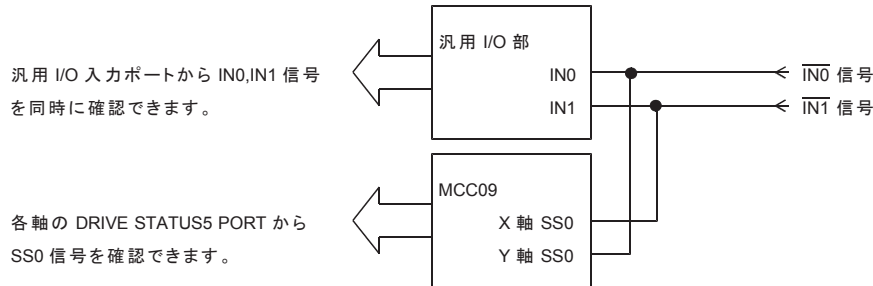 汎用 I/O 部
汎用 I/O 入力ポートから IN0,IN1 信号
を同時に確認できます。
IN0
IN0 信号
IN1
IN1 信号
MCC09
各軸の DRIVE STATUS5 PORT から
SS0 信号を確認できます。
X 軸 SS0
Y 軸 SS0